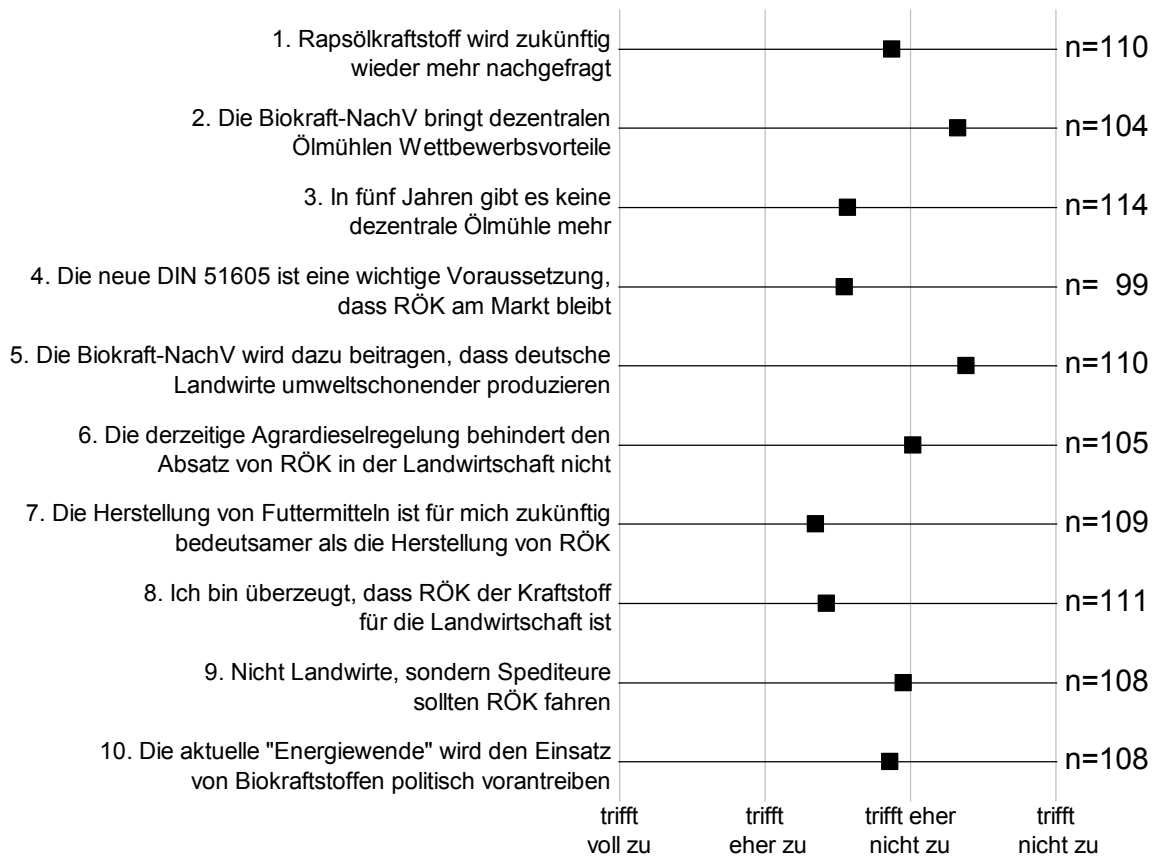 1. Rapsölkraftstoff wird zukünftig
wieder mehr nachgefragt
n=110
2. Die Biokraft-NachV bringt dezentralen
Ölmühlen Wettbewerbsvorteile
n=104
3. In fünf Jahren gibt es keine
dezentrale Ölmühle mehr
n=114
4. Die neue DIN 51605 ist eine wichtige Voraussetzung,
dass RÖK am Markt bleibt
n= 99
5. Die Biokraft-NachV wird dazu beitragen, dass deutsche
Landwirte umweltschonender produzieren
n=110
6. Die derzeitige Agrardieselregelung behindert den
Absatz von RÖK in der Landwirtschaft nicht
n=105
7. Die Herstellung von Futtermitteln ist für mich zukünftig
bedeutsamer als die Herstellung von RÖK
n=109
8. Ich bin überzeugt, dass RÖK der Kraftstoff
für die Landwirtschaft ist
n=111
9. Nicht Landwirte, sondern Spediteure
sollten RÖK fahren
n=108
10. Die aktuelle "Energiewende" wird den Einsatz
von Biokraftstoffen politisch vorantreiben
n=108
trifft
voll zu
trifft
eher zu
trifft eher
nicht zu
trifft
nicht zu